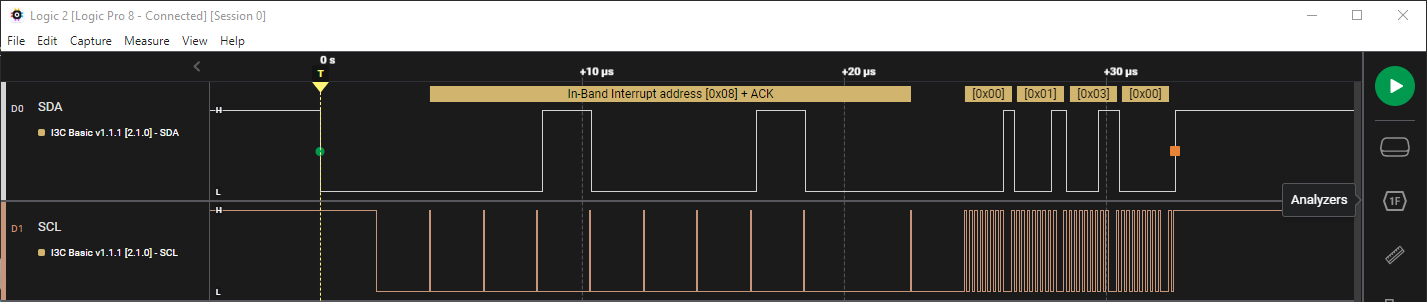 Logic 2 [Logic Pro 8 - Connected] [Session 0]
File Edit Capture Measure View Help
0 s
T
+10 µs
+20 µs
+30 µs
D0
SDA
I3C Basic v1.1.1 [2.1.0] - SDA
H
L
In-Band Interrupt address [0x08] + ACK
[0x00]
[0x01]
[0x03]
[0x00]
Analyzers
1F
D1
SCL
I3C Basic v1.1.1 [2.1.0] - SCL
H
L